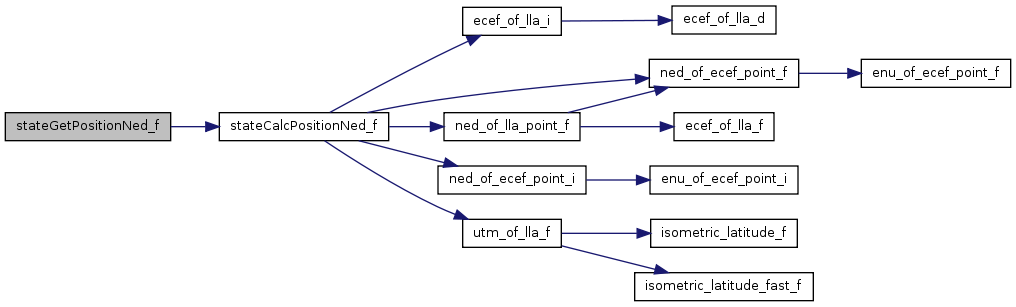 stateGetPositionNed_f
stateCalcPositionNed_f
ecef_of_lla_i
ecef_of_lla_d
ned_of_ecef_point_f
enu_of_ecef_point_f
ned_of_lla_point_f
ecef_of_lla_f
ned_of_ecef_point_i
enu_of_ecef_point_i
utm_of_lla_f
isometric_latitude_f
isometric_latitude_fast_f